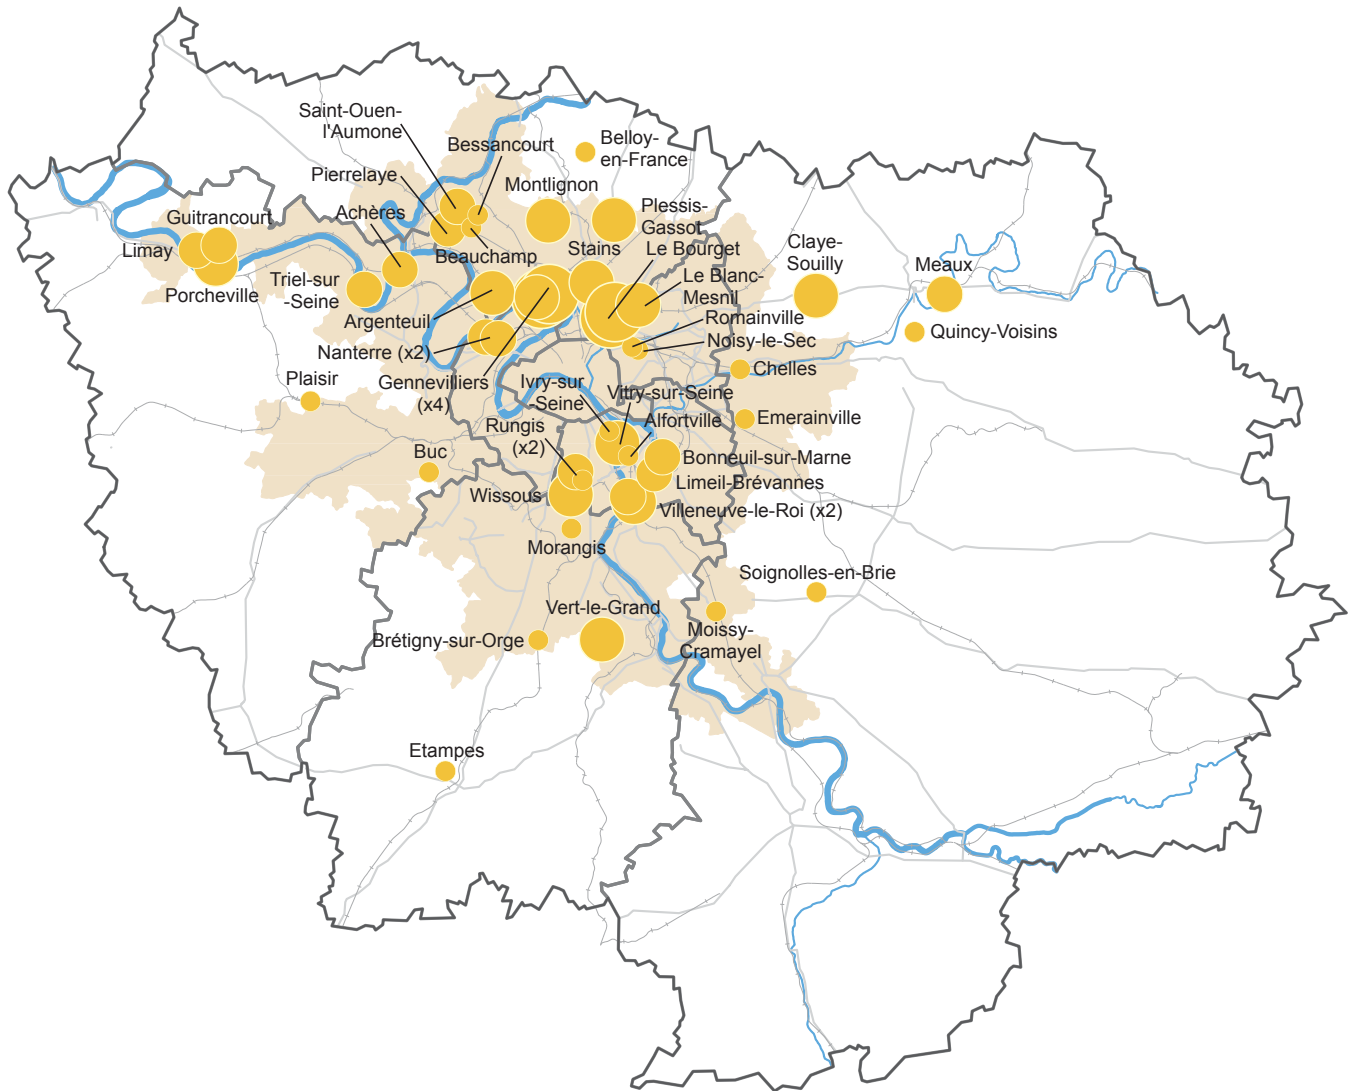 Saint-Ouen-
l'Aumone
Bessancourt
Belloy-
en-France
Pierrelaye
Montlignon
Achères
Plessis-
Gassot
Guitrancourt
Stains
Le Bourget
Claye-
Souilly
Limay
Beauchamp
Meaux
Le Blanc-
Mesnil
Triel-sur
-Seine
Porcheville
Argenteuil
Romainville
Quincy-Voisins
Noisy-le-Sec
Nanterre (x2)
Chelles
Plaisir
Gennevilliers
(x4)
Ivry-sur
-Seine
Vitry-sur-Seine
Emerainville
Rungis
(x2)
Alfortville
Buc
Bonneuil-sur-Marne
Limeil-Brévannes
Wissous
Villeneuve-le-Roi (x2)
Morangis
Soignolles-en-Brie
Vert-le-Grand
Brétigny-sur-Orge
Moissy-
Cramayel
Etampes